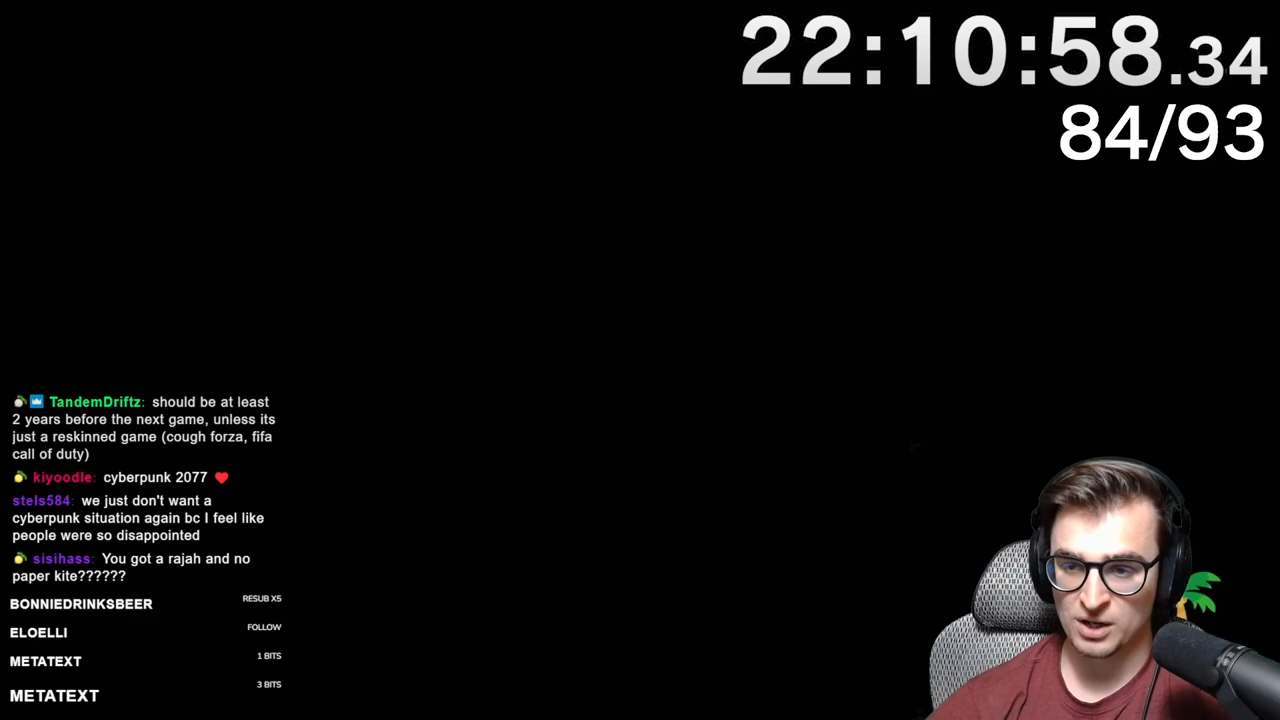 22:10:58.34
84/93
TandemDriftz: should be at least
2 years before the next game, unless its
just a reskinned game (cough forza, fifa
call of duty)
kiyoodle: cyberpunk 2077
stels584: we just don't want a
cyberpunk situation again bc I feel like
people were so disappointed
sisihass: You got a rajah and no
paper kite??????
BONNIEDRINKSBEER RESUB X5
ELOELLI FOLLOW
METATEXT 1 BITS
METATEXT 3 BITS